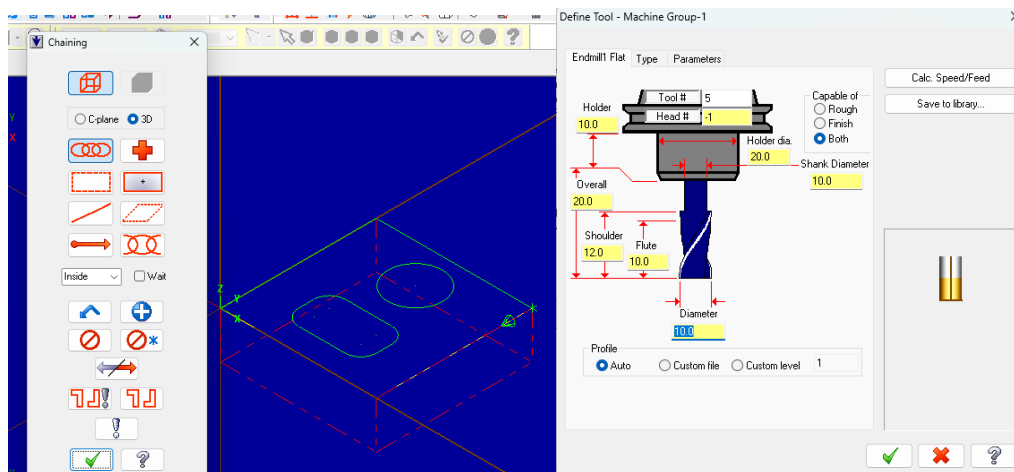 Chaining
C-plane
3D
Inside
Wait
Y
X
Z
Y
X
Define Tool - Machine Group-1
Endmill1 Flat
Type
Parameters
Calc. Speed/Feed
Save to library...
Tool #
5
Head #
-1
Capable of
Rough
Finish
Both
Holder
10.0
Holder dia.
20.0
Shank Diameter
10.0
Overall
20.0
Shoulder
12.0
Flute
10.0
Diameter
10.0
Profile
Auto
Custom file
Custom level
1